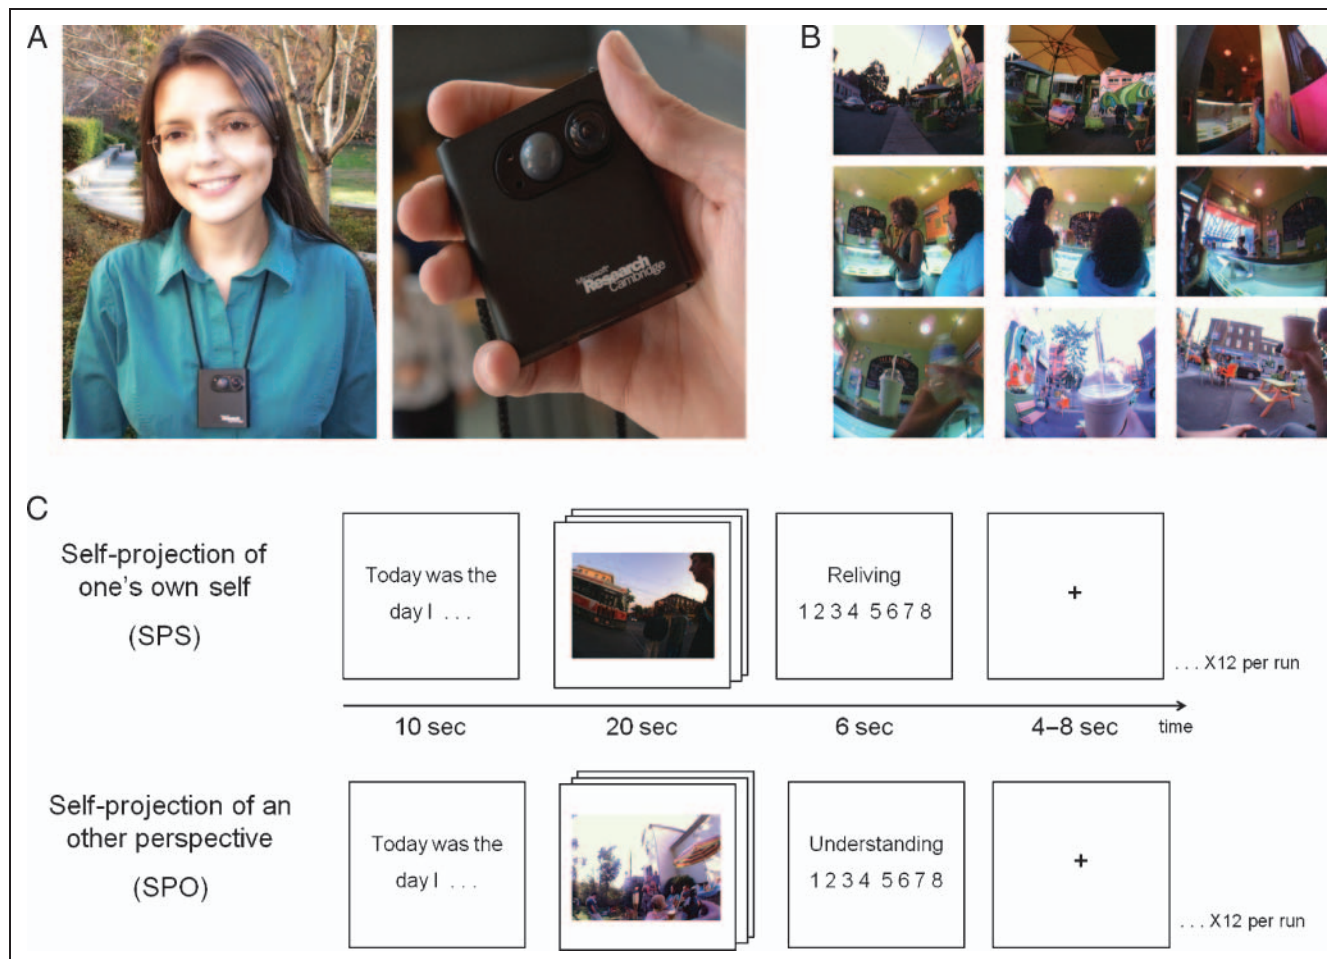 A
B
Microsoft
Research
Cambridge
C
Self-projection of
one's own self
(SPS)
Today was the
day I . . .
Reliving
1 2 3 4 5 6 7 8
+
. . . X12 per run
10 sec
20 sec
6 sec
4–8 sec
time
Self-projection of an
other perspective
(SPO)
Today was the
day I . . .
Understanding
1 2 3 4 5 6 7 8
+
. . . X12 per run